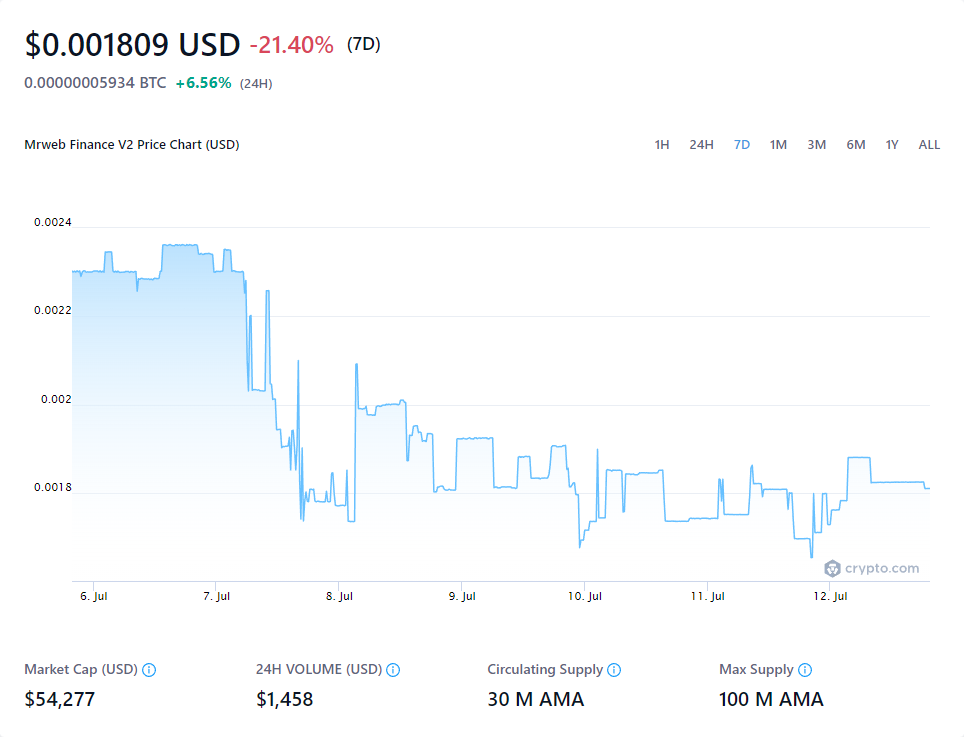 $0.001809 USD -21.40% (7D)
0.00000005934 BTC +6.56% (24H)
Mrweb Finance V2 Price Chart (USD) 1H 24H 7D 1M 3M 6M 1Y ALL
0.0024
0.0022
0.002
0.0018
crypto.com
6. Jul 7. Jul 8. Jul 9. Jul 10. Jul 11. Jul 12. Jul
Market Cap (USD) 24H VOLUME (USD) Circulating Supply Max Supply
$54,277 $1,458 30 M AMA 100 M AMA